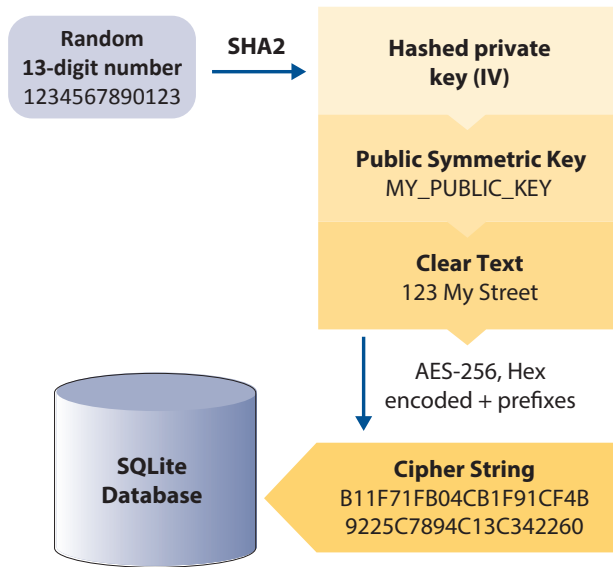 Random
13-digit number
1234567890123
SHA2
Hashed private
key (IV)
Public Symmetric Key
MY_PUBLIC_KEY
Clear Text
123 My Street
AES-256, Hex
encoded + prefixes
SQLite
Database
Cipher String
B11F71FB04CB1F91CF4B
9225C7894C13C342260